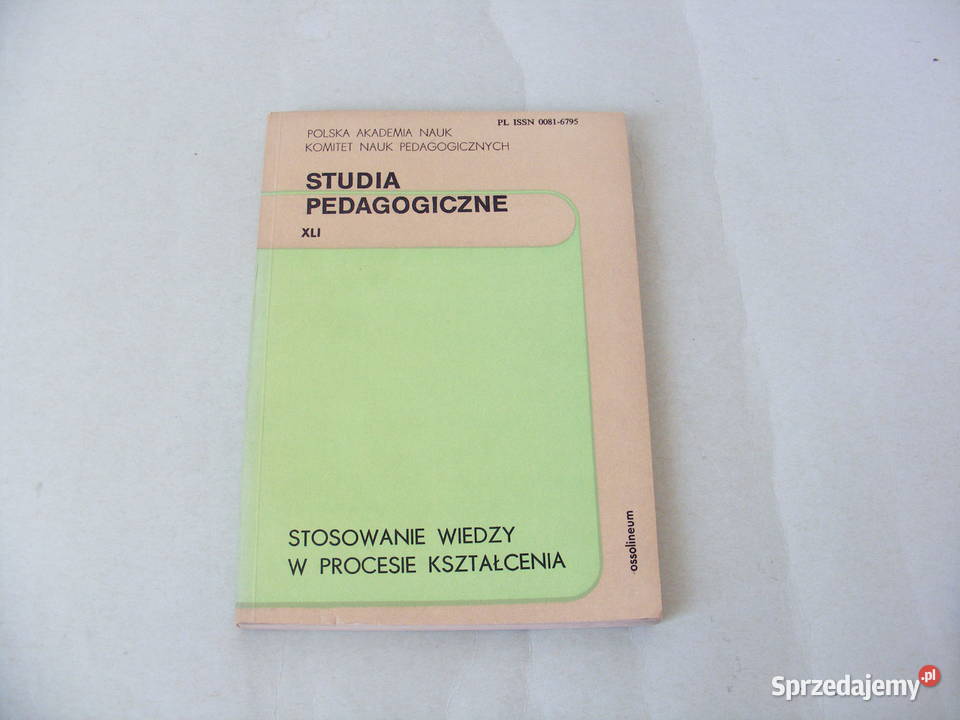 PL ISSN 0081-6795
POLSKA AKADEMIA NAUK
KOMITET NAUK PEDAGOGICZNYCH
STUDIA
PEDAGOGICZNE
XLI
STOSOWANIE WIEDZY
W PROCESIE KSZTAŁCENIA
ossolineum
Sprzedajemy.pl